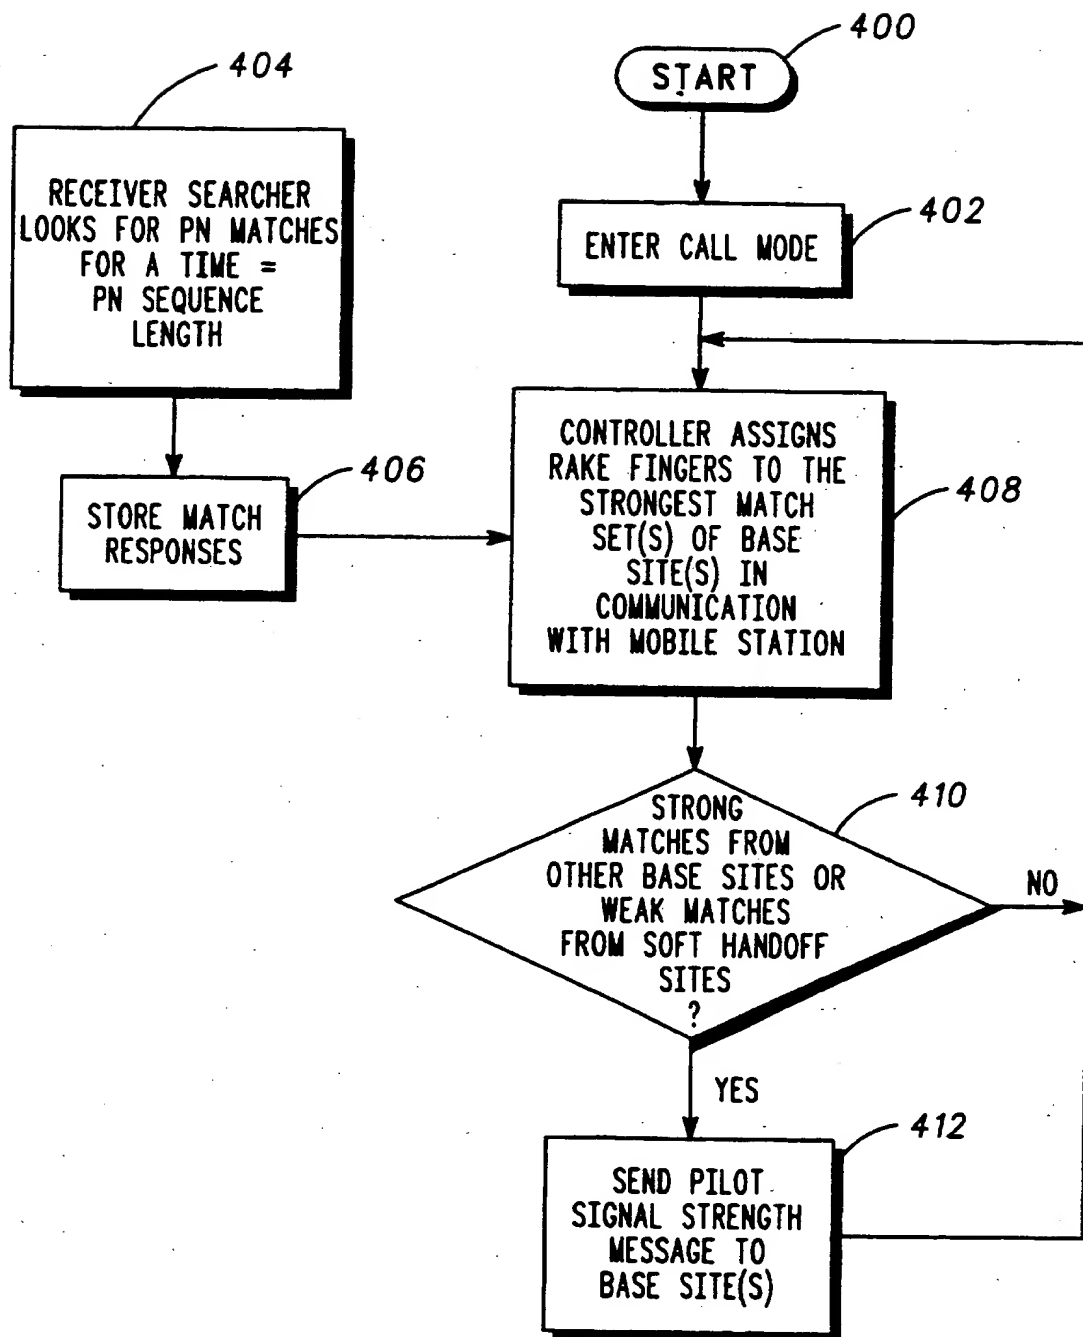 400
START
404
RECEIVER SEARCHER
LOOKS FOR PN MATCHES
FOR A TIME =
PN SEQUENCE
LENGTH
402
ENTER CALL MODE
406
STORE MATCH
RESPONSES
408
CONTROLLER ASSIGNS
RAKE FINGERS TO THE
STRONGEST MATCH
SET(S) OF BASE
SITE(S) IN
COMMUNICATION
WITH MOBILE STATION
410
STRONG
MATCHES FROM
OTHER BASE SITES OR
WEAK MATCHES
FROM SOFT HANDOFF
SITES
?
NO
YES
412
SEND PILOT
SIGNAL STRENGTH
MESSAGE TO
BASE SITE(S)